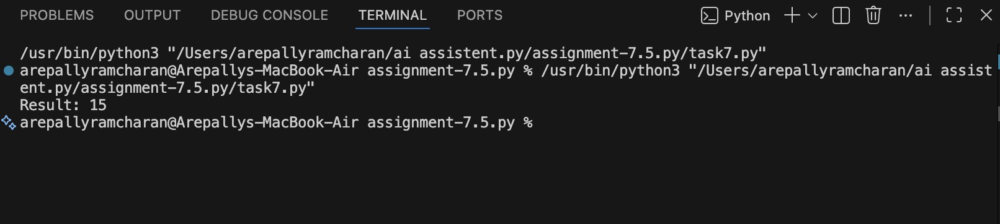 PROBLEMS OUTPUT DEBUG CONSOLE TERMINAL PORTS Python
/usr/bin/python3 "/Users/arepallyramcharan/ai assistent.py/assignment-7.5.py/task7.py"
arepallyramcharan@Arepallys-MacBook-Air assignment-7.5.py % /usr/bin/python3 "/Users/arepallyramcharan/ai assist
ent.py/assignment-7.5.py/task7.py"
Result: 15
arepallyramcharan@Arepallys-MacBook-Air assignment-7.5.py %